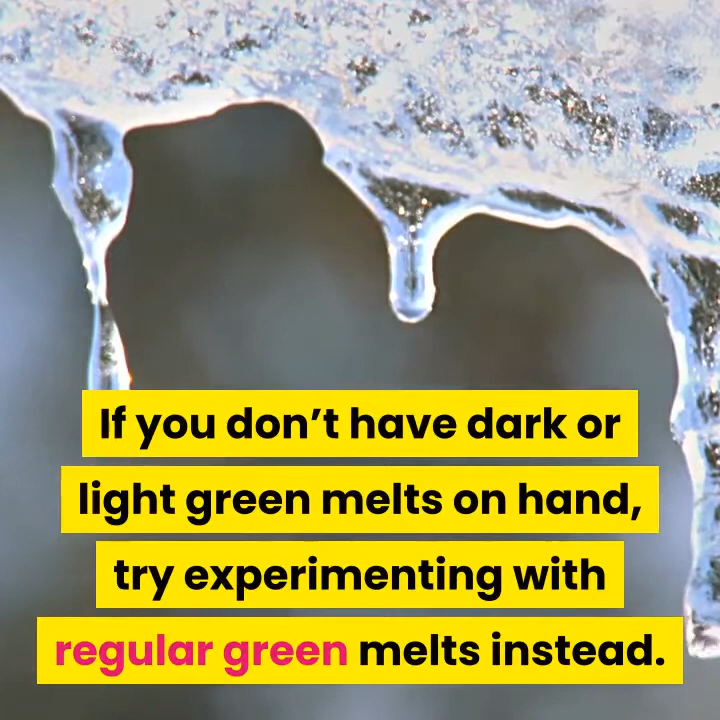 If you don’t have dark or
light green melts on hand,
try experimenting with
regular green melts instead.